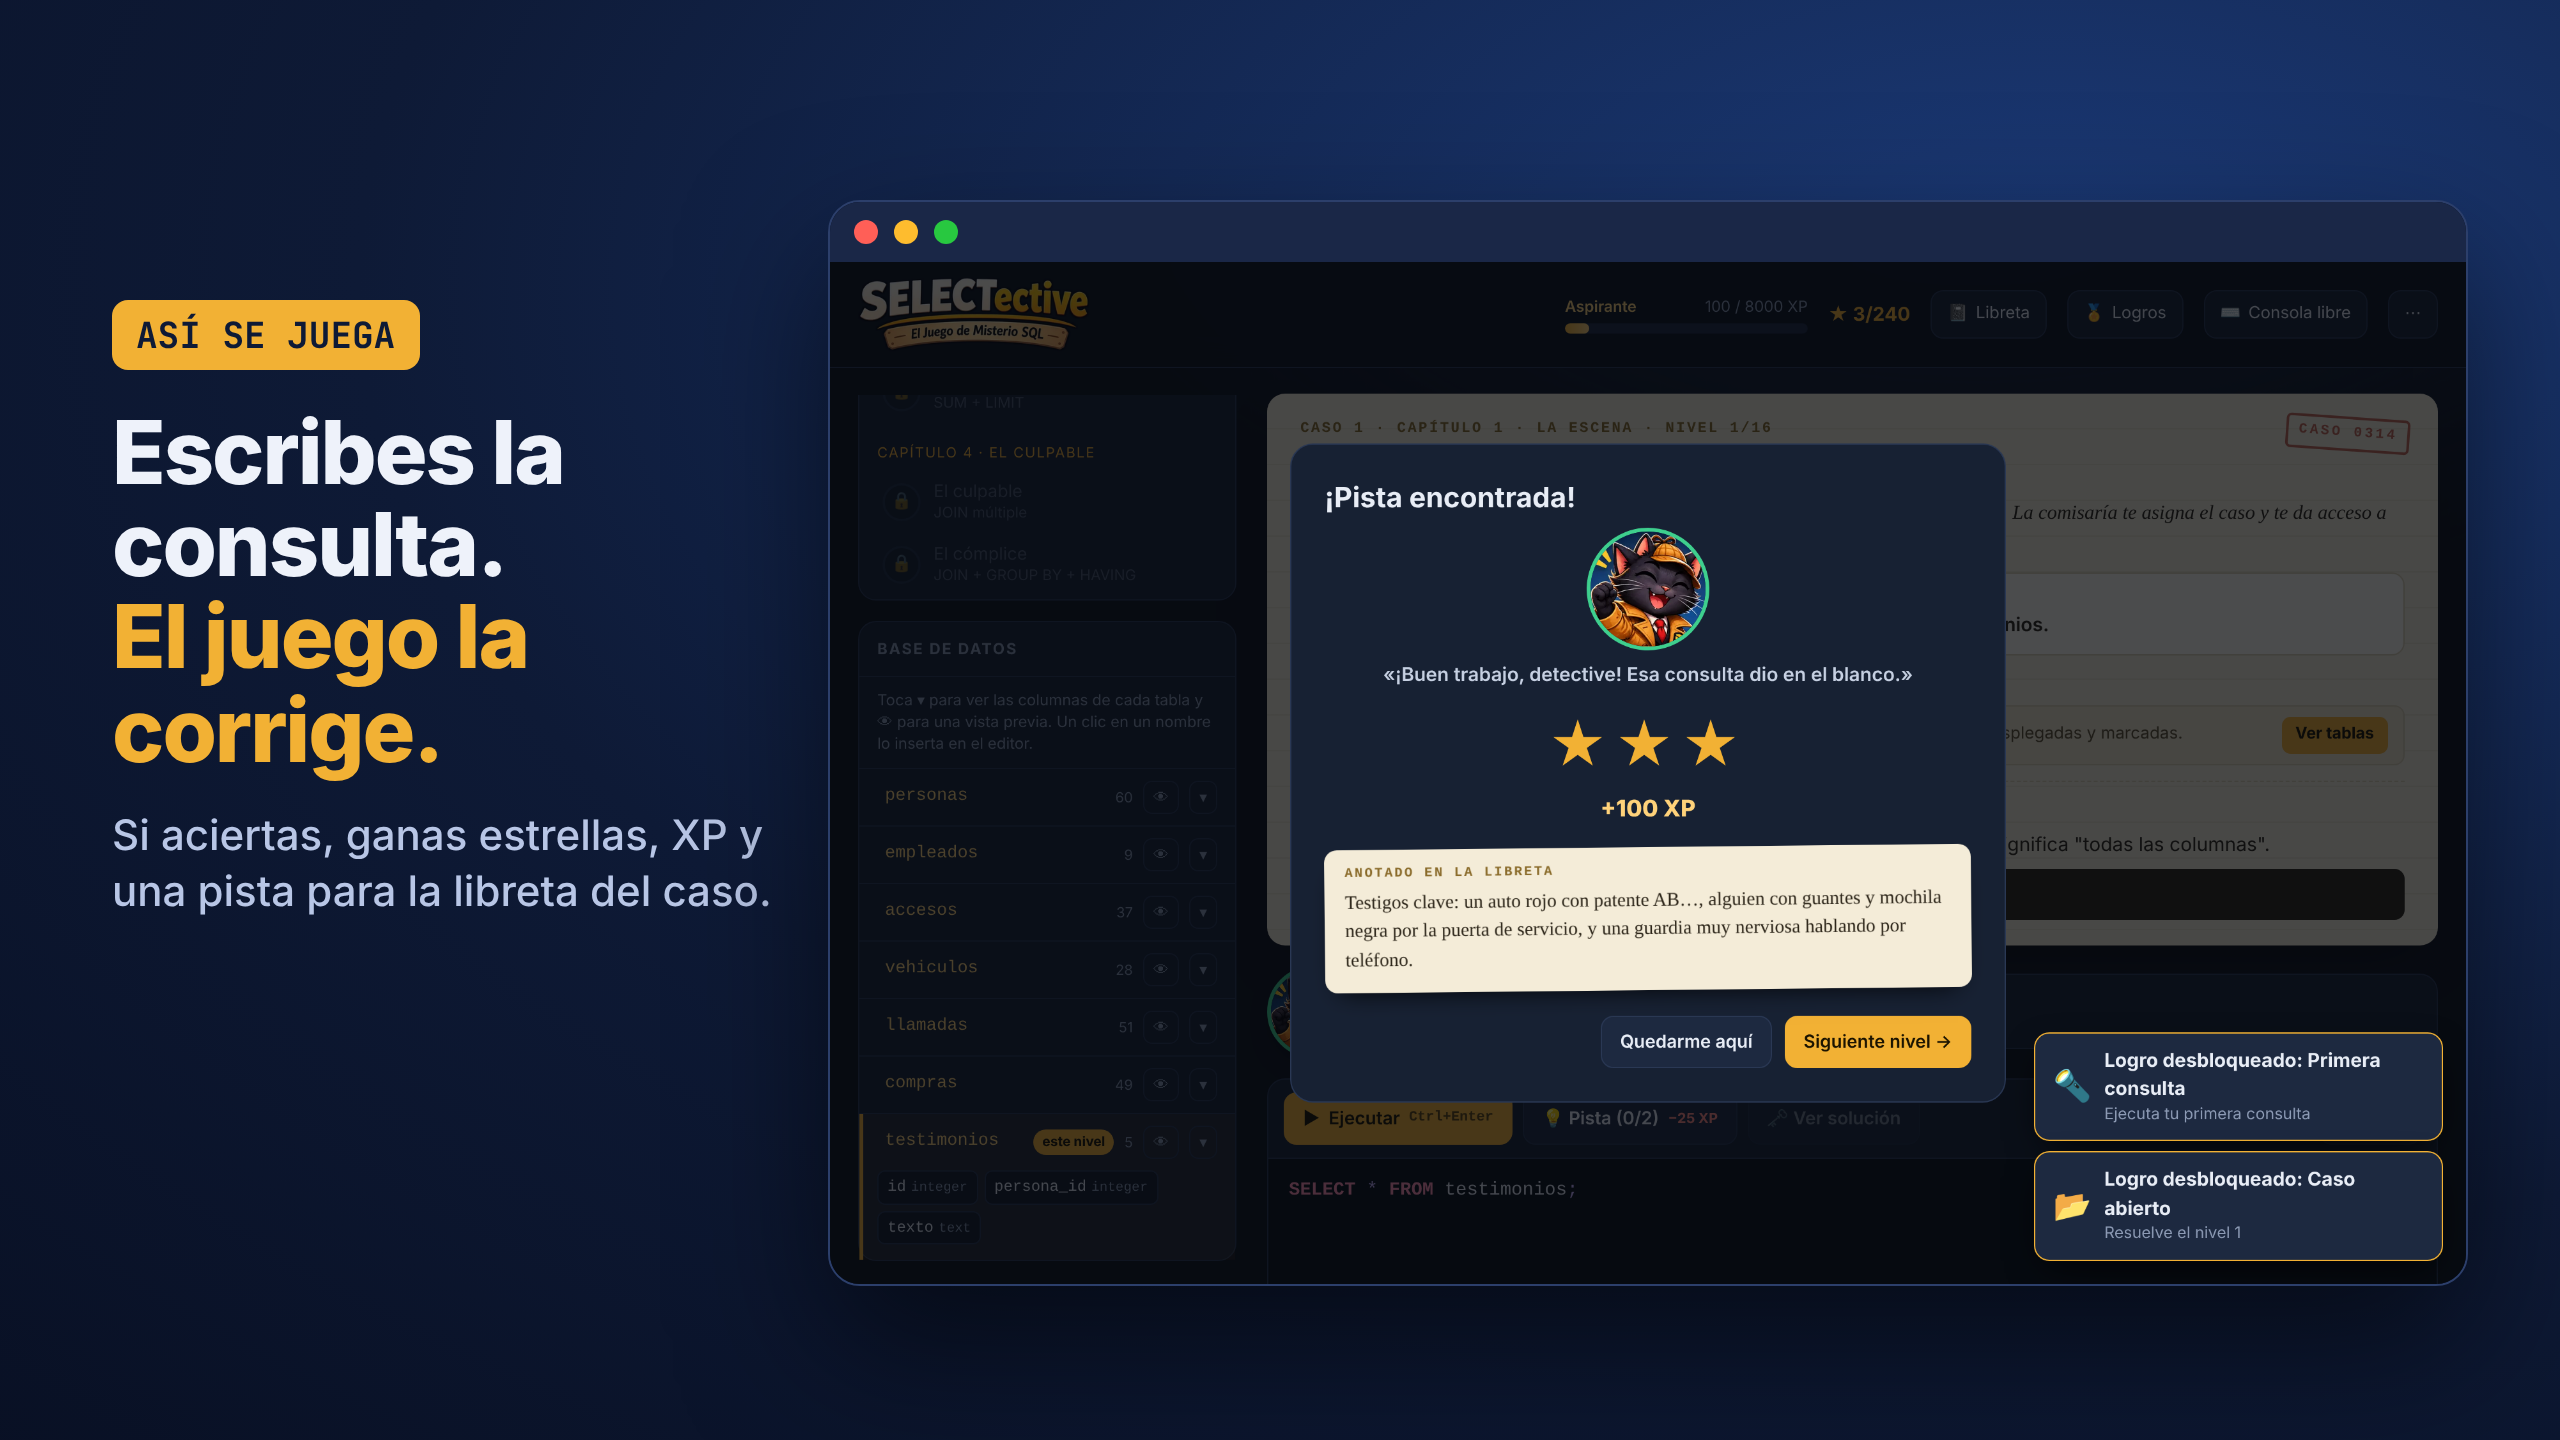 ASÍ SE JUEGA
Escribes la
consulta.
El juego la
corrige.
Si aciertas, ganas estrellas, XP y
una pista para la libreta del caso.
SELECTective
El Juego de Misterio SQL
Aspirante 100 / 8000 XP
★ 3/240
Libreta
Logros
Consola libre
...
SUM + LIMIT
CAPÍTULO 4 · EL CULPABLE
El culpable
JOIN múltiple
El cómplice
JOIN + GROUP BY + HAVING
BASE DE DATOS
Toca ▾ para ver las columnas de cada tabla y
👁 para una vista previa. Un clic en un nombre
lo inserta en el editor.
personas 60
empleados 9
accesos 37
vehiculos 28
llamadas 51
compras 49
testimonios este nivel 5
id integer persona_id integer
texto text
CASO 1 · CAPÍTULO 1 · LA ESCENA · NIVEL 1/16
CASO 0314
La comisaría te asigna el caso y te da acceso a
nios.
splegadas y marcadas.
Ver tablas
gnifica "todas las columnas".
¡Pista encontrada!
«¡Buen trabajo, detective! Esa consulta dio en el blanco.»
★ ★ ★
+100 XP
ANOTADO EN LA LIBRETA
Testigos clave: un auto rojo con patente AB…, alguien con guantes y mochila
negra por la puerta de servicio, y una guardia muy nerviosa hablando por
teléfono.
Quedarme aquí
Siguiente nivel →
▶ Ejecutar Ctrl+Enter
Pista (0/2) −25 XP
Ver solución
SELECT * FROM testimonios;
Logro desbloqueado: Primera
consulta
Ejecuta tu primera consulta
Logro desbloqueado: Caso
abierto
Resuelve el nivel 1